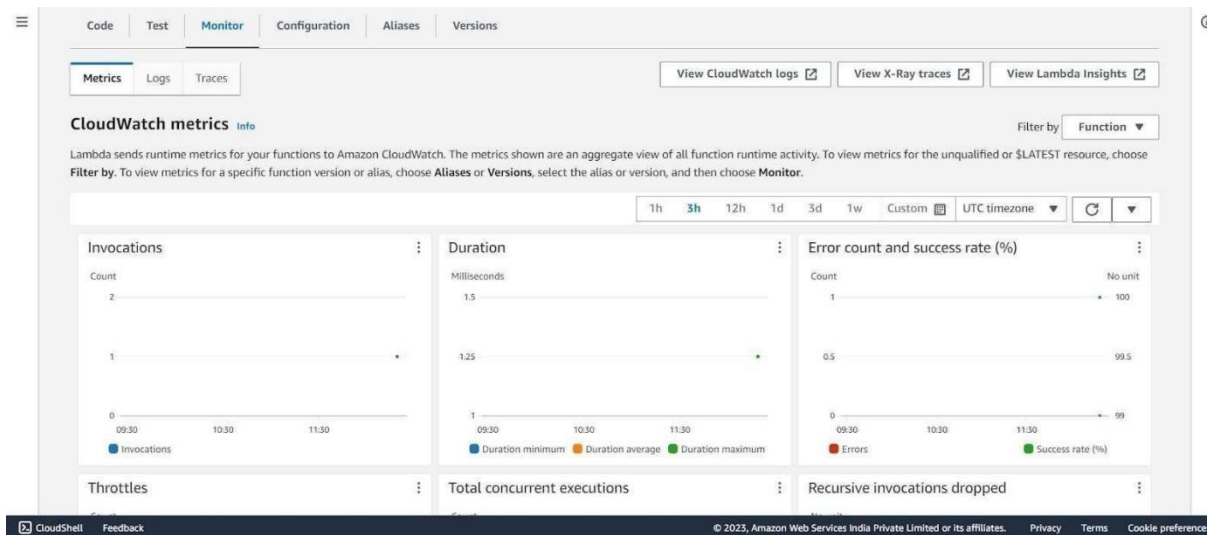 Code Test Monitor Configuration Aliases Versions
Metrics Logs Traces View CloudWatch logs View X-Ray traces View Lambda Insights
CloudWatch metrics Info Filter by Function
Lambda sends runtime metrics for your functions to Amazon CloudWatch. The metrics shown are an aggregate view of all function runtime activity. To view metrics for the unqualified or $LATEST resource, choose
Filter by. To view metrics for a specific function version or alias, choose Aliases or Versions, select the alias or version, and then choose Monitor.
1h 3h 12h 1d 3d 1w Custom UTC timezone
Invocations
Count
2
1
0
09:30 10:30 11:30
Invocations
Duration
Milliseconds
1.5
1.25
1
09:30 10:30 11:30
Duration minimum Duration average Duration maximum
Error count and success rate (%)
Count No unit
1 100
0.5 99.5
0 99
09:30 10:30 11:30
Errors Success rate (%)
Throttles
Total concurrent executions
Recursive invocations dropped
CloudShell Feedback © 2023, Amazon Web Services India Private Limited or its affiliates. Privacy Terms Cookie preference